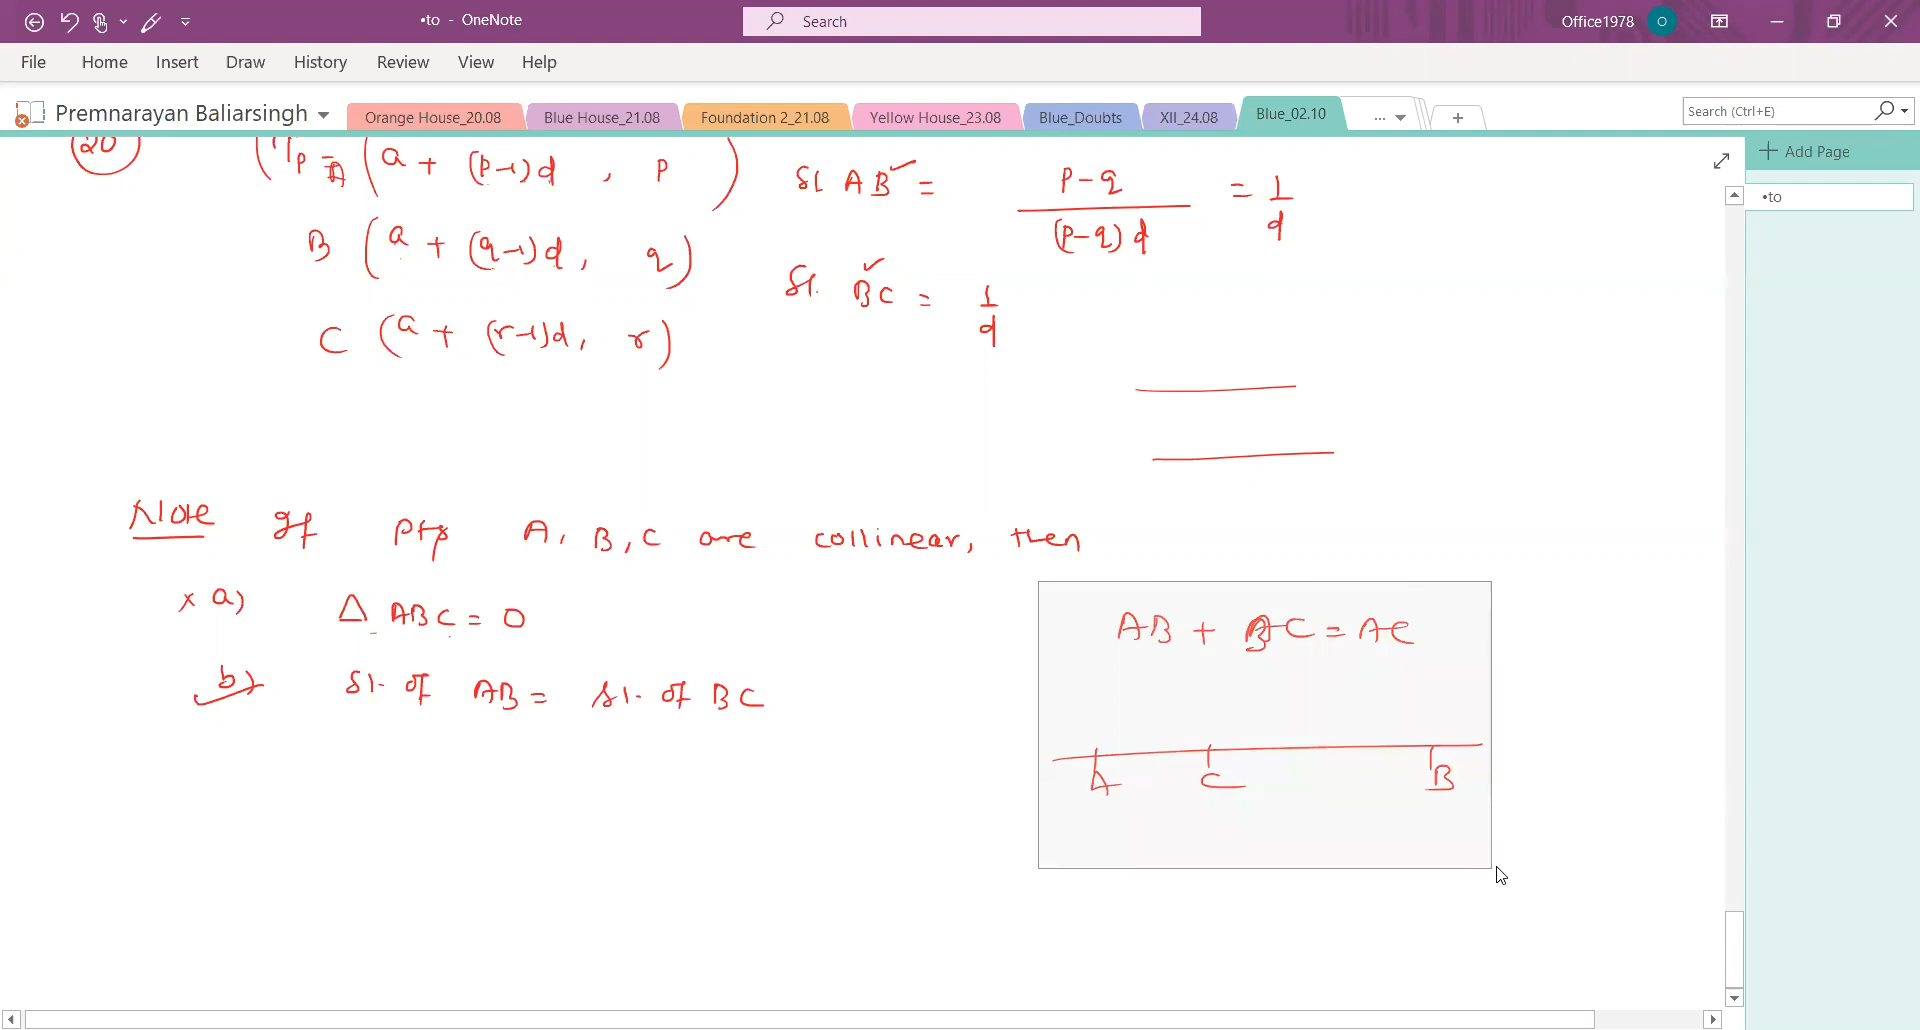 •to - OneNote
Search
Office1978
O
File Home Insert Draw History Review View Help
Premnarayan Baliarsingh
Orange House_20.08
Blue House_21.08
Foundation 2_21.08
Yellow House_23.08
Blue_Doubts
XII_24.08
Blue_02.10
...
+
Search (Ctrl+E)
Add Page
•to
20
A (a + (p-1)d , p)
B (a + (q-1)d, q)
C (a + (r-1)d, r)
Sl. AB = p-q / (p-q)d = 1/d
Sl. BC = 1/d
Note If pts A, B, C are collinear, then
x a) Δ ABC = 0
b) Sl. of AB = Sl. of BC
AB + BC = AC
A C B